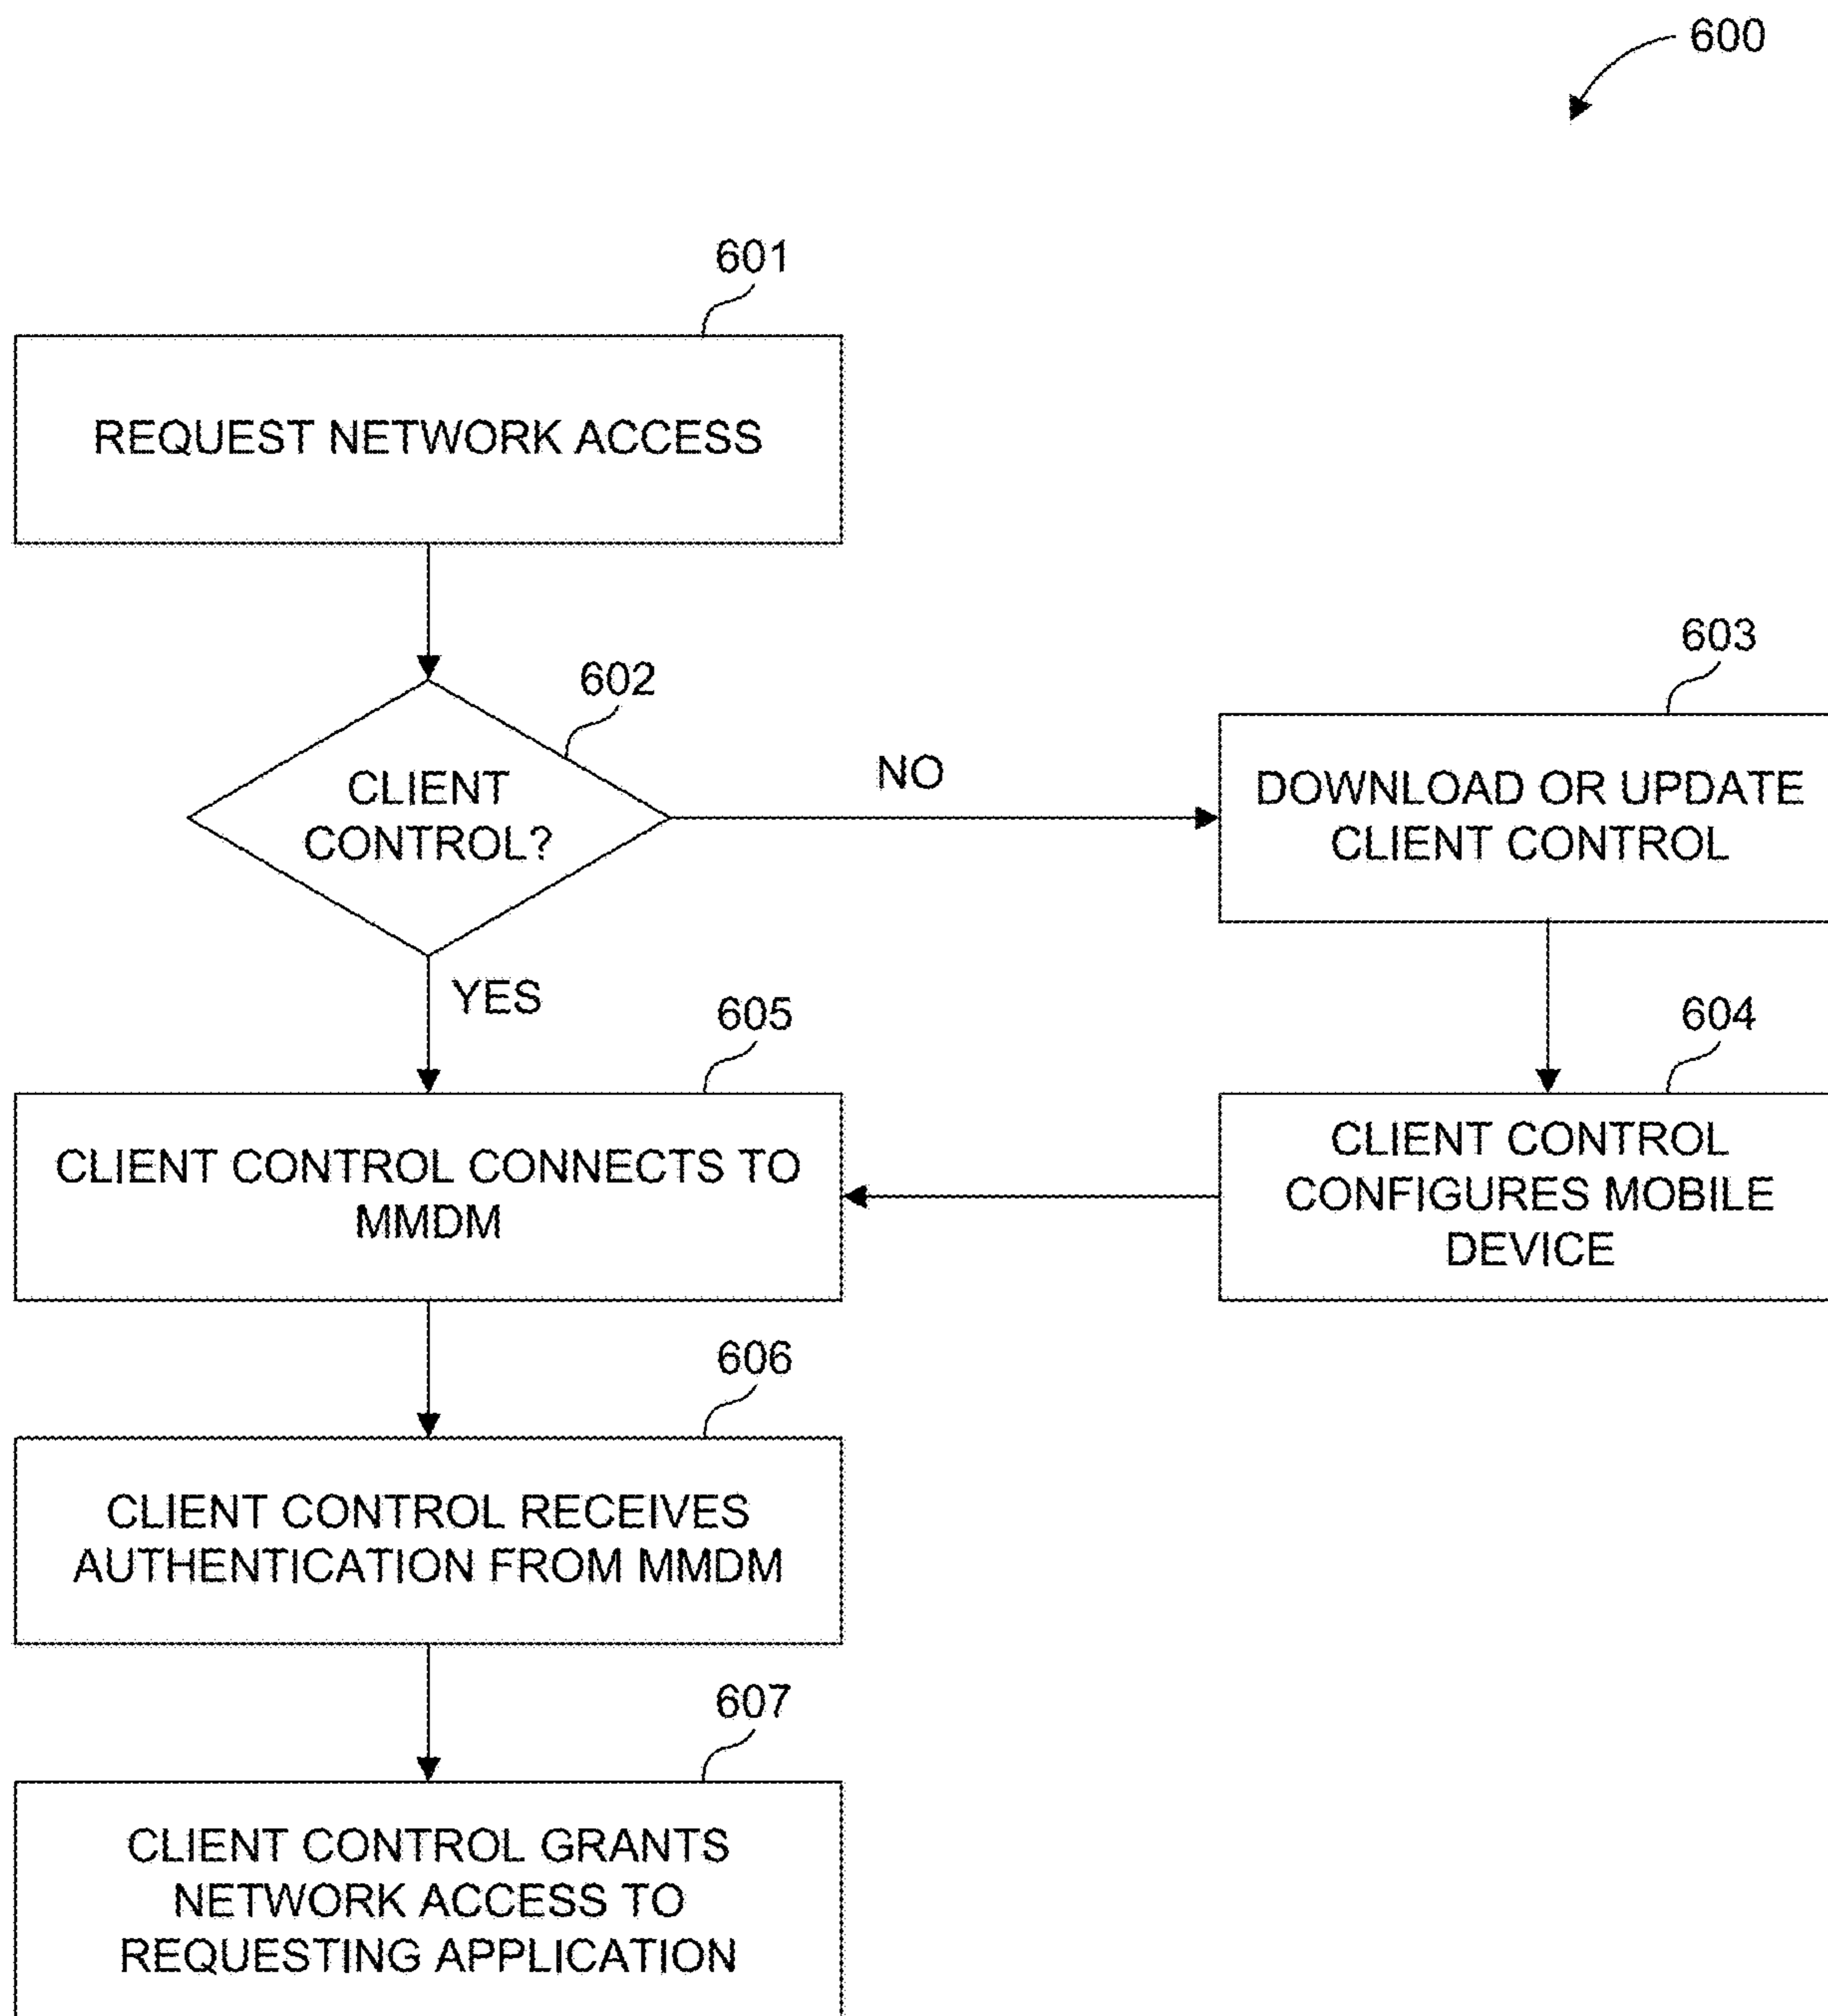 600
601
REQUEST NETWORK ACCESS
602
CLIENT
CONTROL?
NO
603
DOWNLOAD OR UPDATE
CLIENT CONTROL
YES
604
CLIENT CONTROL
CONFIGURES MOBILE
DEVICE
605
CLIENT CONTROL CONNECTS TO
MMDM
606
CLIENT CONTROL RECEIVES
AUTHENTICATION FROM MMDM
607
CLIENT CONTROL GRANTS
NETWORK ACCESS TO
REQUESTING APPLICATION